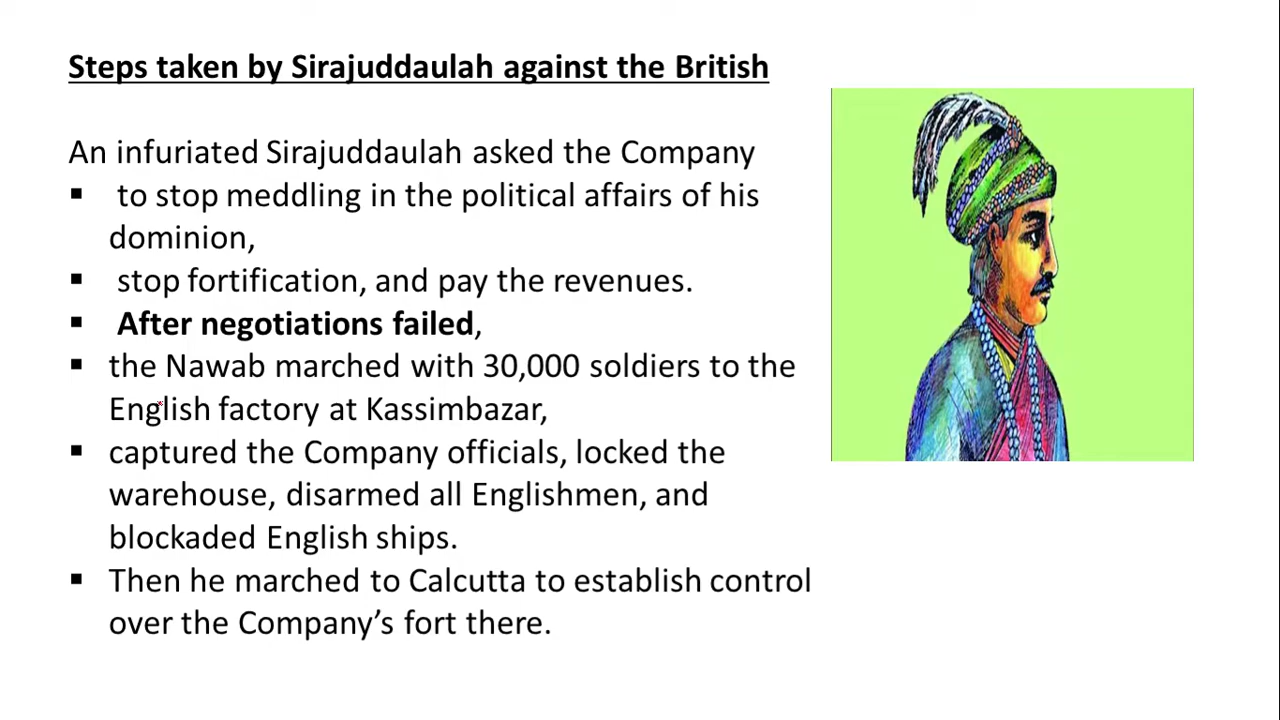 Steps taken by Sirajuddaulah against the British
An infuriated Sirajuddaulah asked the Company
▪ to stop meddling in the political affairs of his
dominion,
▪ stop fortification, and pay the revenues.
▪ After negotiations failed,
▪ the Nawab marched with 30,000 soldiers to the
English factory at Kassimbazar,
▪ captured the Company officials, locked the
warehouse, disarmed all Englishmen, and
blockaded English ships.
▪ Then he marched to Calcutta to establish control
over the Company’s fort there.